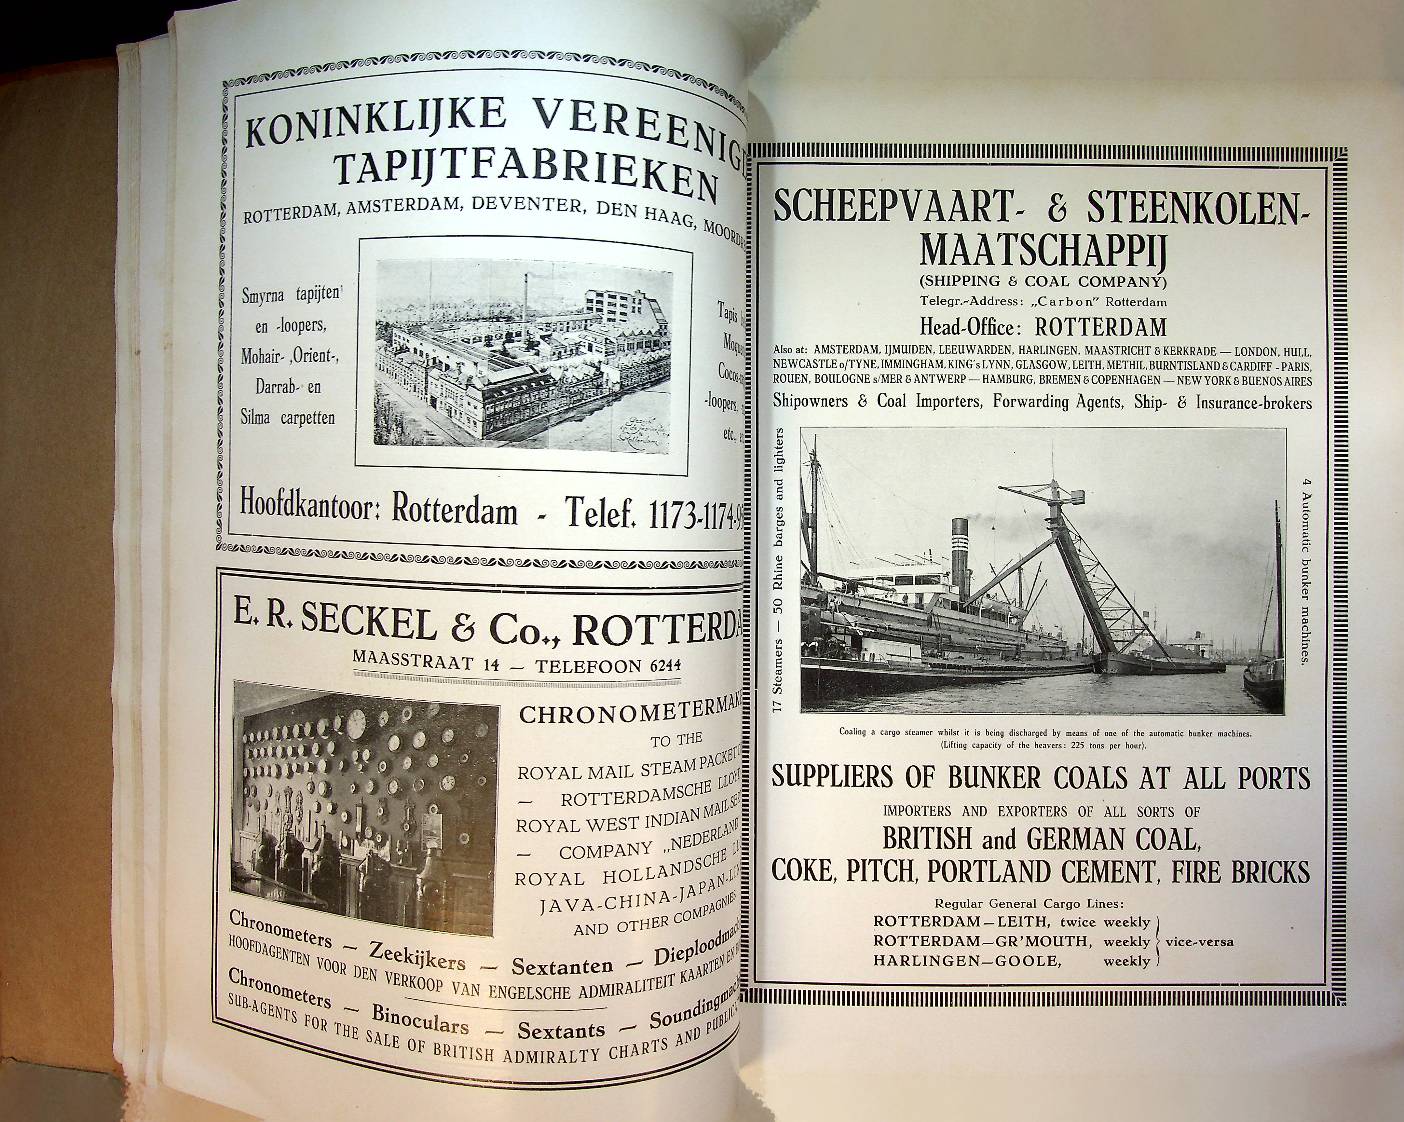 KONINKLIJKE VEREENIG
TAPIJTFABRIEKEN
ROTTERDAM, AMSTERDAM, DEVENTER, DEN HAAG, MOORD
Smyrna tapijten
en -loopers,
Mohair- ,Orient-,
Darrab- en
Silma carpetten
Tapis
Moque
Cocos-
-loopers,
etc.,
Hoofdkantoor: Rotterdam - Telef. 1173-1174-9
E. R. SECKEL & Co., ROTTERDA
MAASSTRAAT 14 — TELEFOON 6244
CHRONOMETERMAK
TO THE
ROYAL MAIL STEAM PACKET
— ROTTERDAMSCHE LLOY
ROYAL WEST INDIAN MAIL SE
— COMPANY „NEDERLAND
ROYAL HOLLANDSCHE
JAVA-CHINA-JAPAN-L
AND OTHER COMPAGNIES
Chronometers — Zeekijkers — Sextanten — Dieploodmac
HOOFDAGENTEN VOOR DEN VERKOOP VAN ENGELSCHE ADMIRALITEIT KAARTEN EN
Chronometers — Binoculars — Sextants — Soundingmac
SUB-AGENTS FOR THE SALE OF BRITISH ADMIRALTY CHARTS AND PUBLIC
SCHEEPVAART- & STEENKOLEN-
MAATSCHAPPIJ
(SHIPPING & COAL COMPANY)
Telegr.-Address: „Carbon" Rotterdam
Head-Office: ROTTERDAM
Also at: AMSTERDAM, IJMUIDEN, LEEUWARDEN, HARLINGEN, MAASTRICHT & KERKRADE — LONDON, HULL,
NEWCASTLE o/TYNE, IMMINGHAM, KING's LYNN, GLASGOW, LEITH, METHIL, BURNTISLAND & CARDIFF - PARIS,
ROUEN, BOULOGNE s/MER & ANTWERP — HAMBURG, BREMEN & COPENHAGEN — NEW YORK & BUENOS AIRES
Shipowners & Coal Importers, Forwarding Agents, Ship- & Insurance-brokers
17 Steamers — 50 Rhine barges and lighters
4 Automatic bunker machines.
Coaling a cargo steamer whilst it is being discharged by means of one of the automatic bunker machines.
(Lifting capacity of the heavers: 225 tons per hour).
SUPPLIERS OF BUNKER COALS AT ALL PORTS
IMPORTERS AND EXPORTERS OF ALL SORTS OF
BRITISH and GERMAN COAL,
COKE, PITCH, PORTLAND CEMENT, FIRE BRICKS
Regular General Cargo Lines:
ROTTERDAM—LEITH, twice weekly
ROTTERDAM—GR'MOUTH, weekly vice-versa
HARLINGEN—GOOLE, weekly